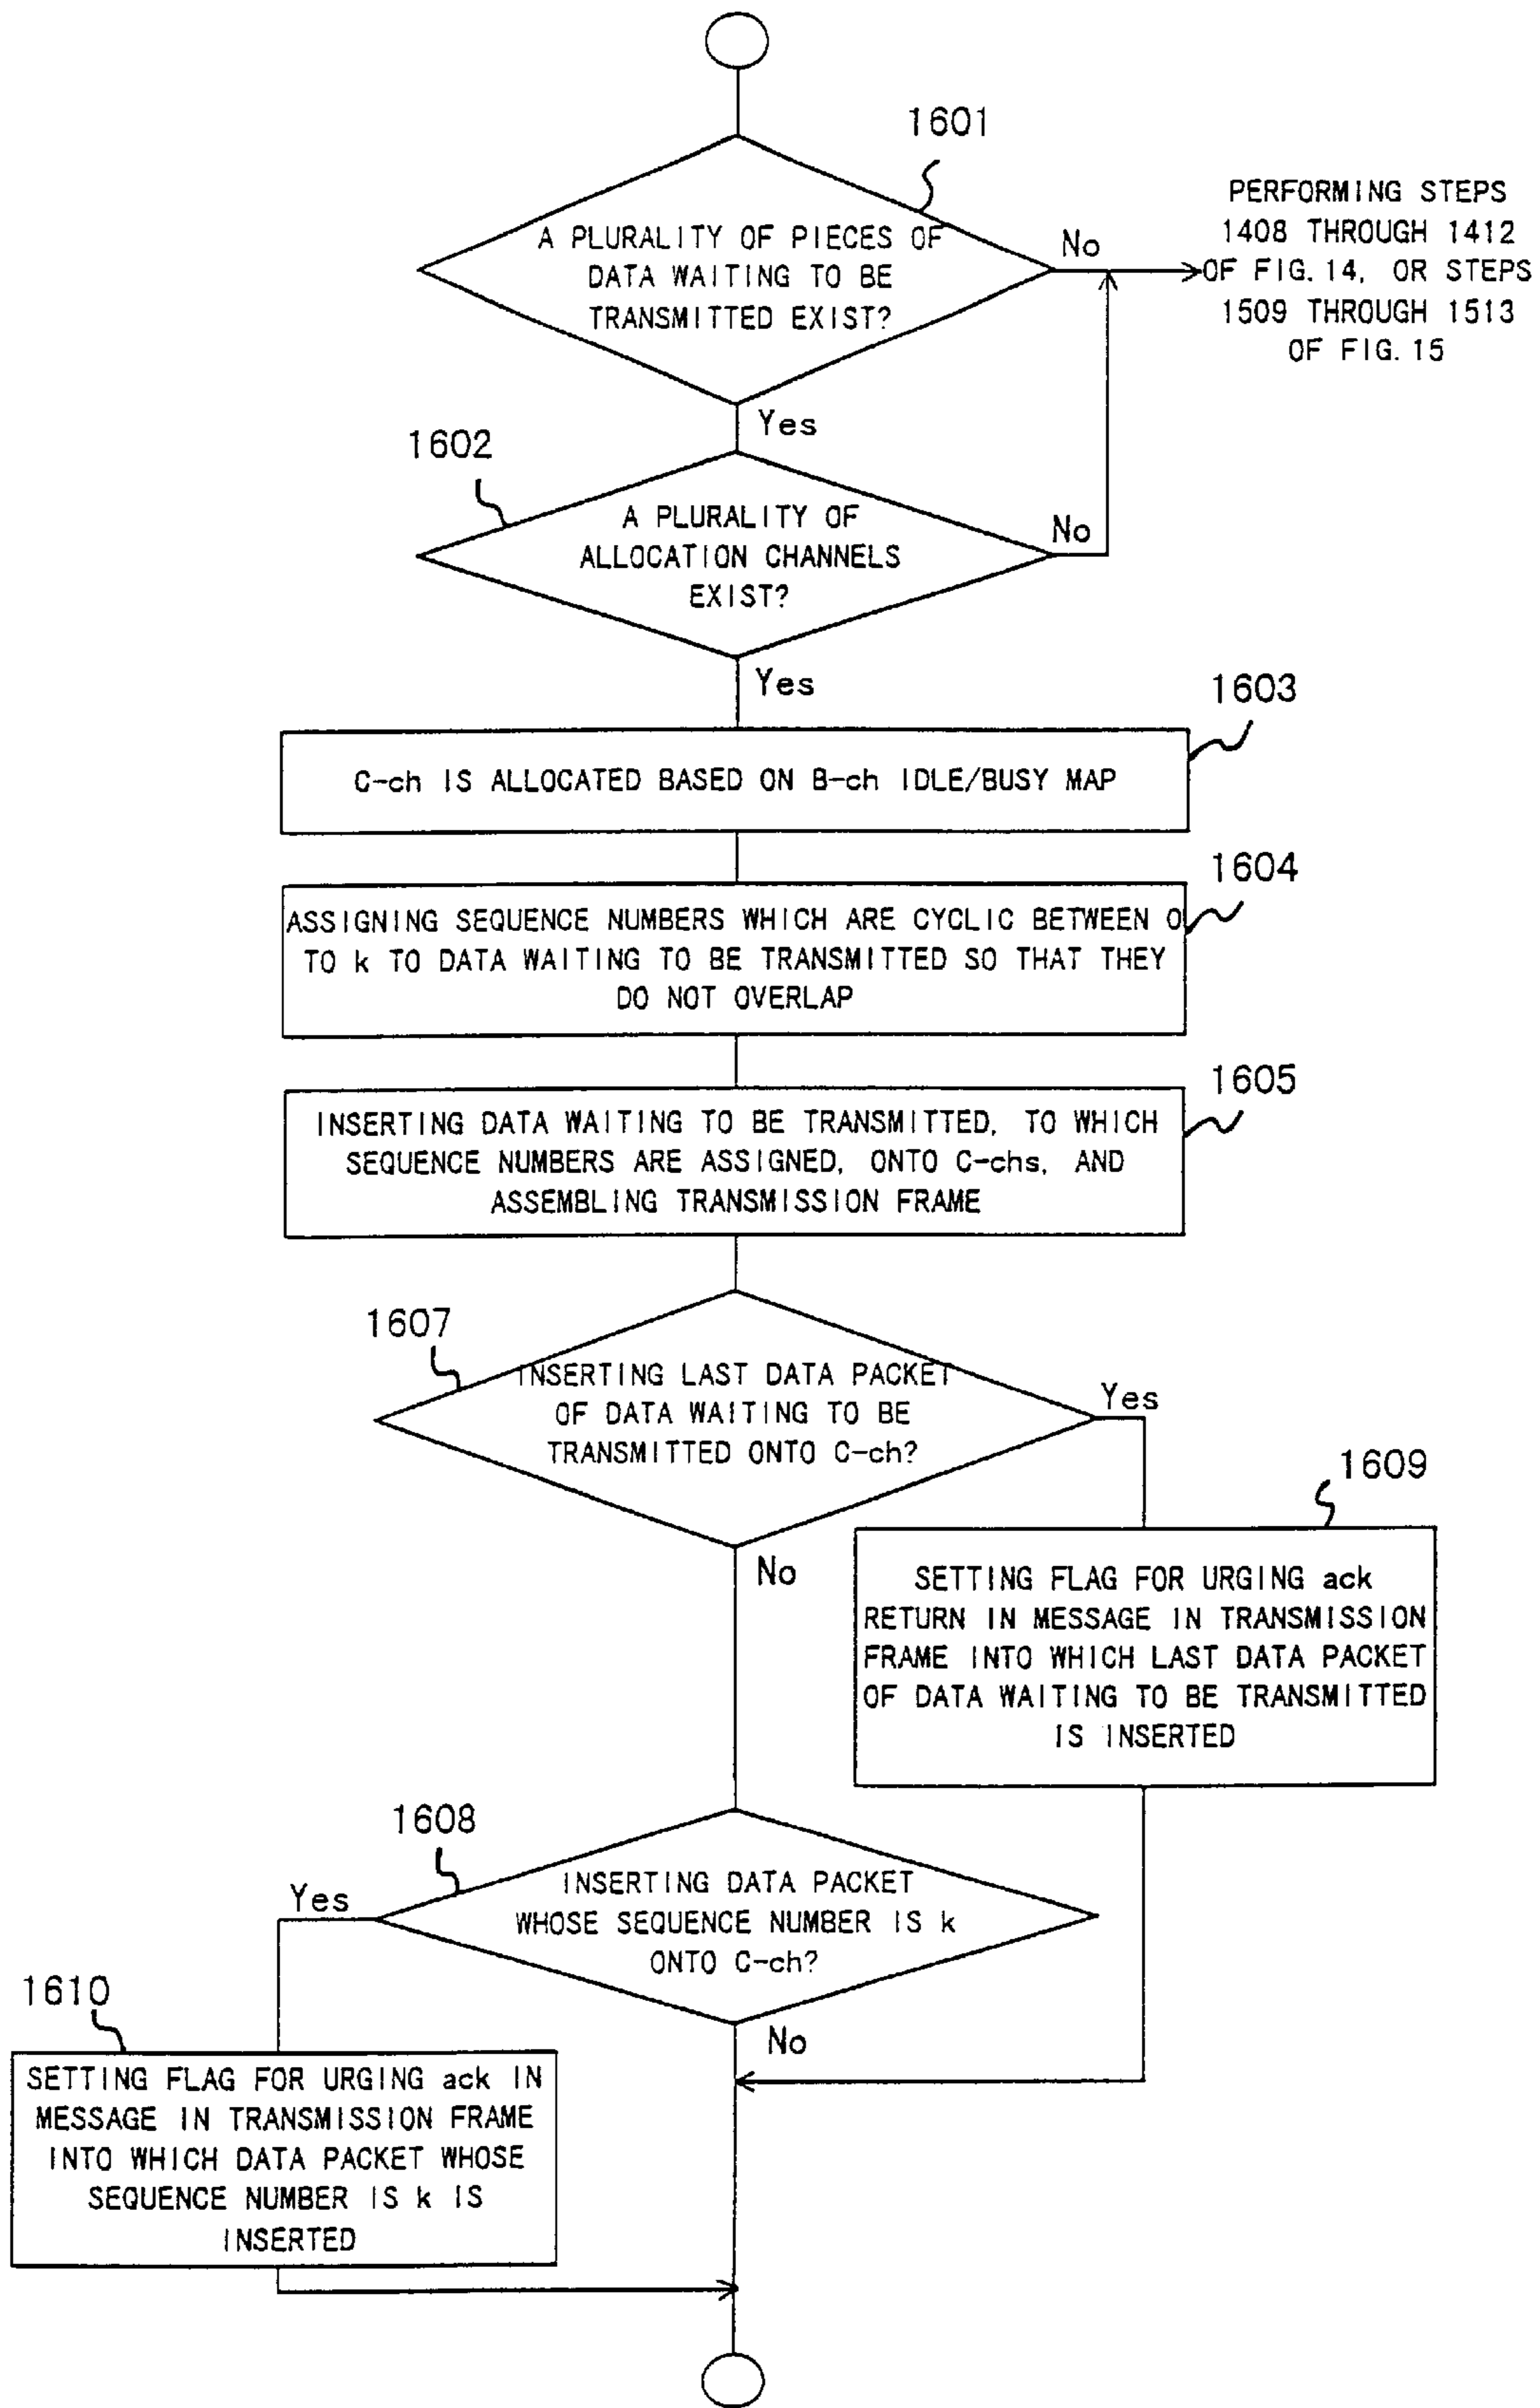 1601
A PLURALITY OF PIECES OF
DATA WAITING TO BE
TRANSMITTED EXIST?
No
PERFORMING STEPS
1408 THROUGH 1412
OF FIG. 14, OR STEPS
1509 THROUGH 1513
OF FIG. 15
Yes
1602
A PLURALITY OF
ALLOCATION CHANNELS
EXIST?
No
Yes
1603
C-ch IS ALLOCATED BASED ON B-ch IDLE/BUSY MAP
1604
ASSIGNING SEQUENCE NUMBERS WHICH ARE CYCLIC BETWEEN 0
TO k TO DATA WAITING TO BE TRANSMITTED SO THAT THEY
DO NOT OVERLAP
1605
INSERTING DATA WAITING TO BE TRANSMITTED, TO WHICH
SEQUENCE NUMBERS ARE ASSIGNED, ONTO C-chs, AND
ASSEMBLING TRANSMISSION FRAME
1607
INSERTING LAST DATA PACKET
OF DATA WAITING TO BE
TRANSMITTED ONTO C-ch?
Yes
No
1609
SETTING FLAG FOR URGING ack
RETURN IN MESSAGE IN TRANSMISSION
FRAME INTO WHICH LAST DATA PACKET
OF DATA WAITING TO BE TRANSMITTED
IS INSERTED
1608
INSERTING DATA PACKET
WHOSE SEQUENCE NUMBER IS k
ONTO C-ch?
Yes
No
1610
SETTING FLAG FOR URGING ack IN
MESSAGE IN TRANSMISSION FRAME
INTO WHICH DATA PACKET WHOSE
SEQUENCE NUMBER IS k IS
INSERTED